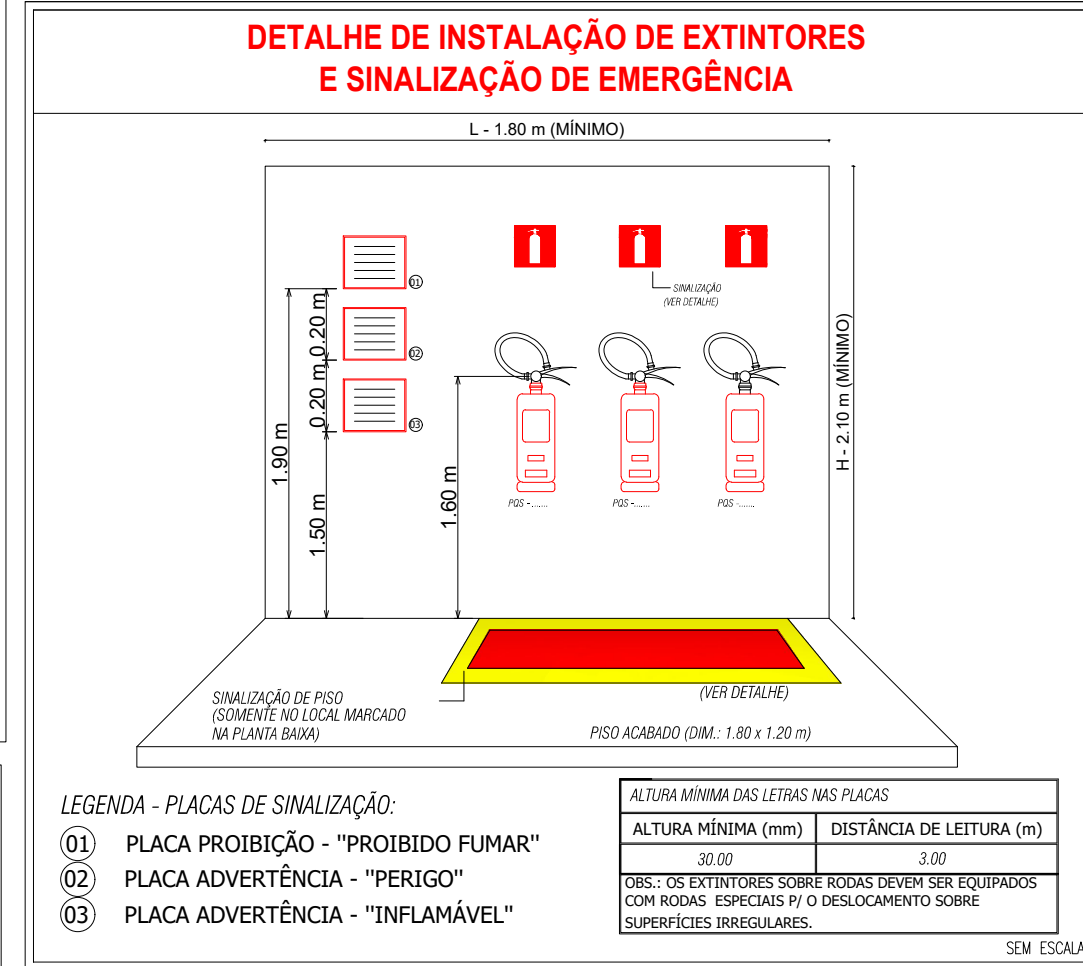 DETALHE DE INSTALAÇÃO DE EXTINTORES
E SINALIZAÇÃO DE EMERGÊNCIA
L - 1.80 m (MÍNIMO)
01
SINALIZAÇÃO
(VER DETALHE)
0.20 m
02
0.20 m
03
H - 2.10 m (MÍNIMO)
1.90 m
1.50 m
1.60 m
PQS - .......
PQS -.......
PQS -.......
SINALIZAÇÃO DE PISO
(SOMENTE NO LOCAL MARCADO
NA PLANTA BAIXA)
(VER DETALHE)
PISO ACABADO (DIM.: 1.80 x 1.20 m)
LEGENDA - PLACAS DE SINALIZAÇÃO:
01 PLACA PROIBIÇÃO - "PROIBIDO FUMAR"
02 PLACA ADVERTÊNCIA - "PERIGO"
03 PLACA ADVERTÊNCIA - "INFLAMÁVEL"
ALTURA MÍNIMA DAS LETRAS NAS PLACAS
ALTURA MÍNIMA (mm) DISTÂNCIA DE LEITURA (m)
30.00 3.00
OBS.: OS EXTINTORES SOBRE RODAS DEVEM SER EQUIPADOS
COM RODAS ESPECIAIS P/ O DESLOCAMENTO SOBRE
SUPERFÍCIES IRREGULARES.
SEM ESCALA